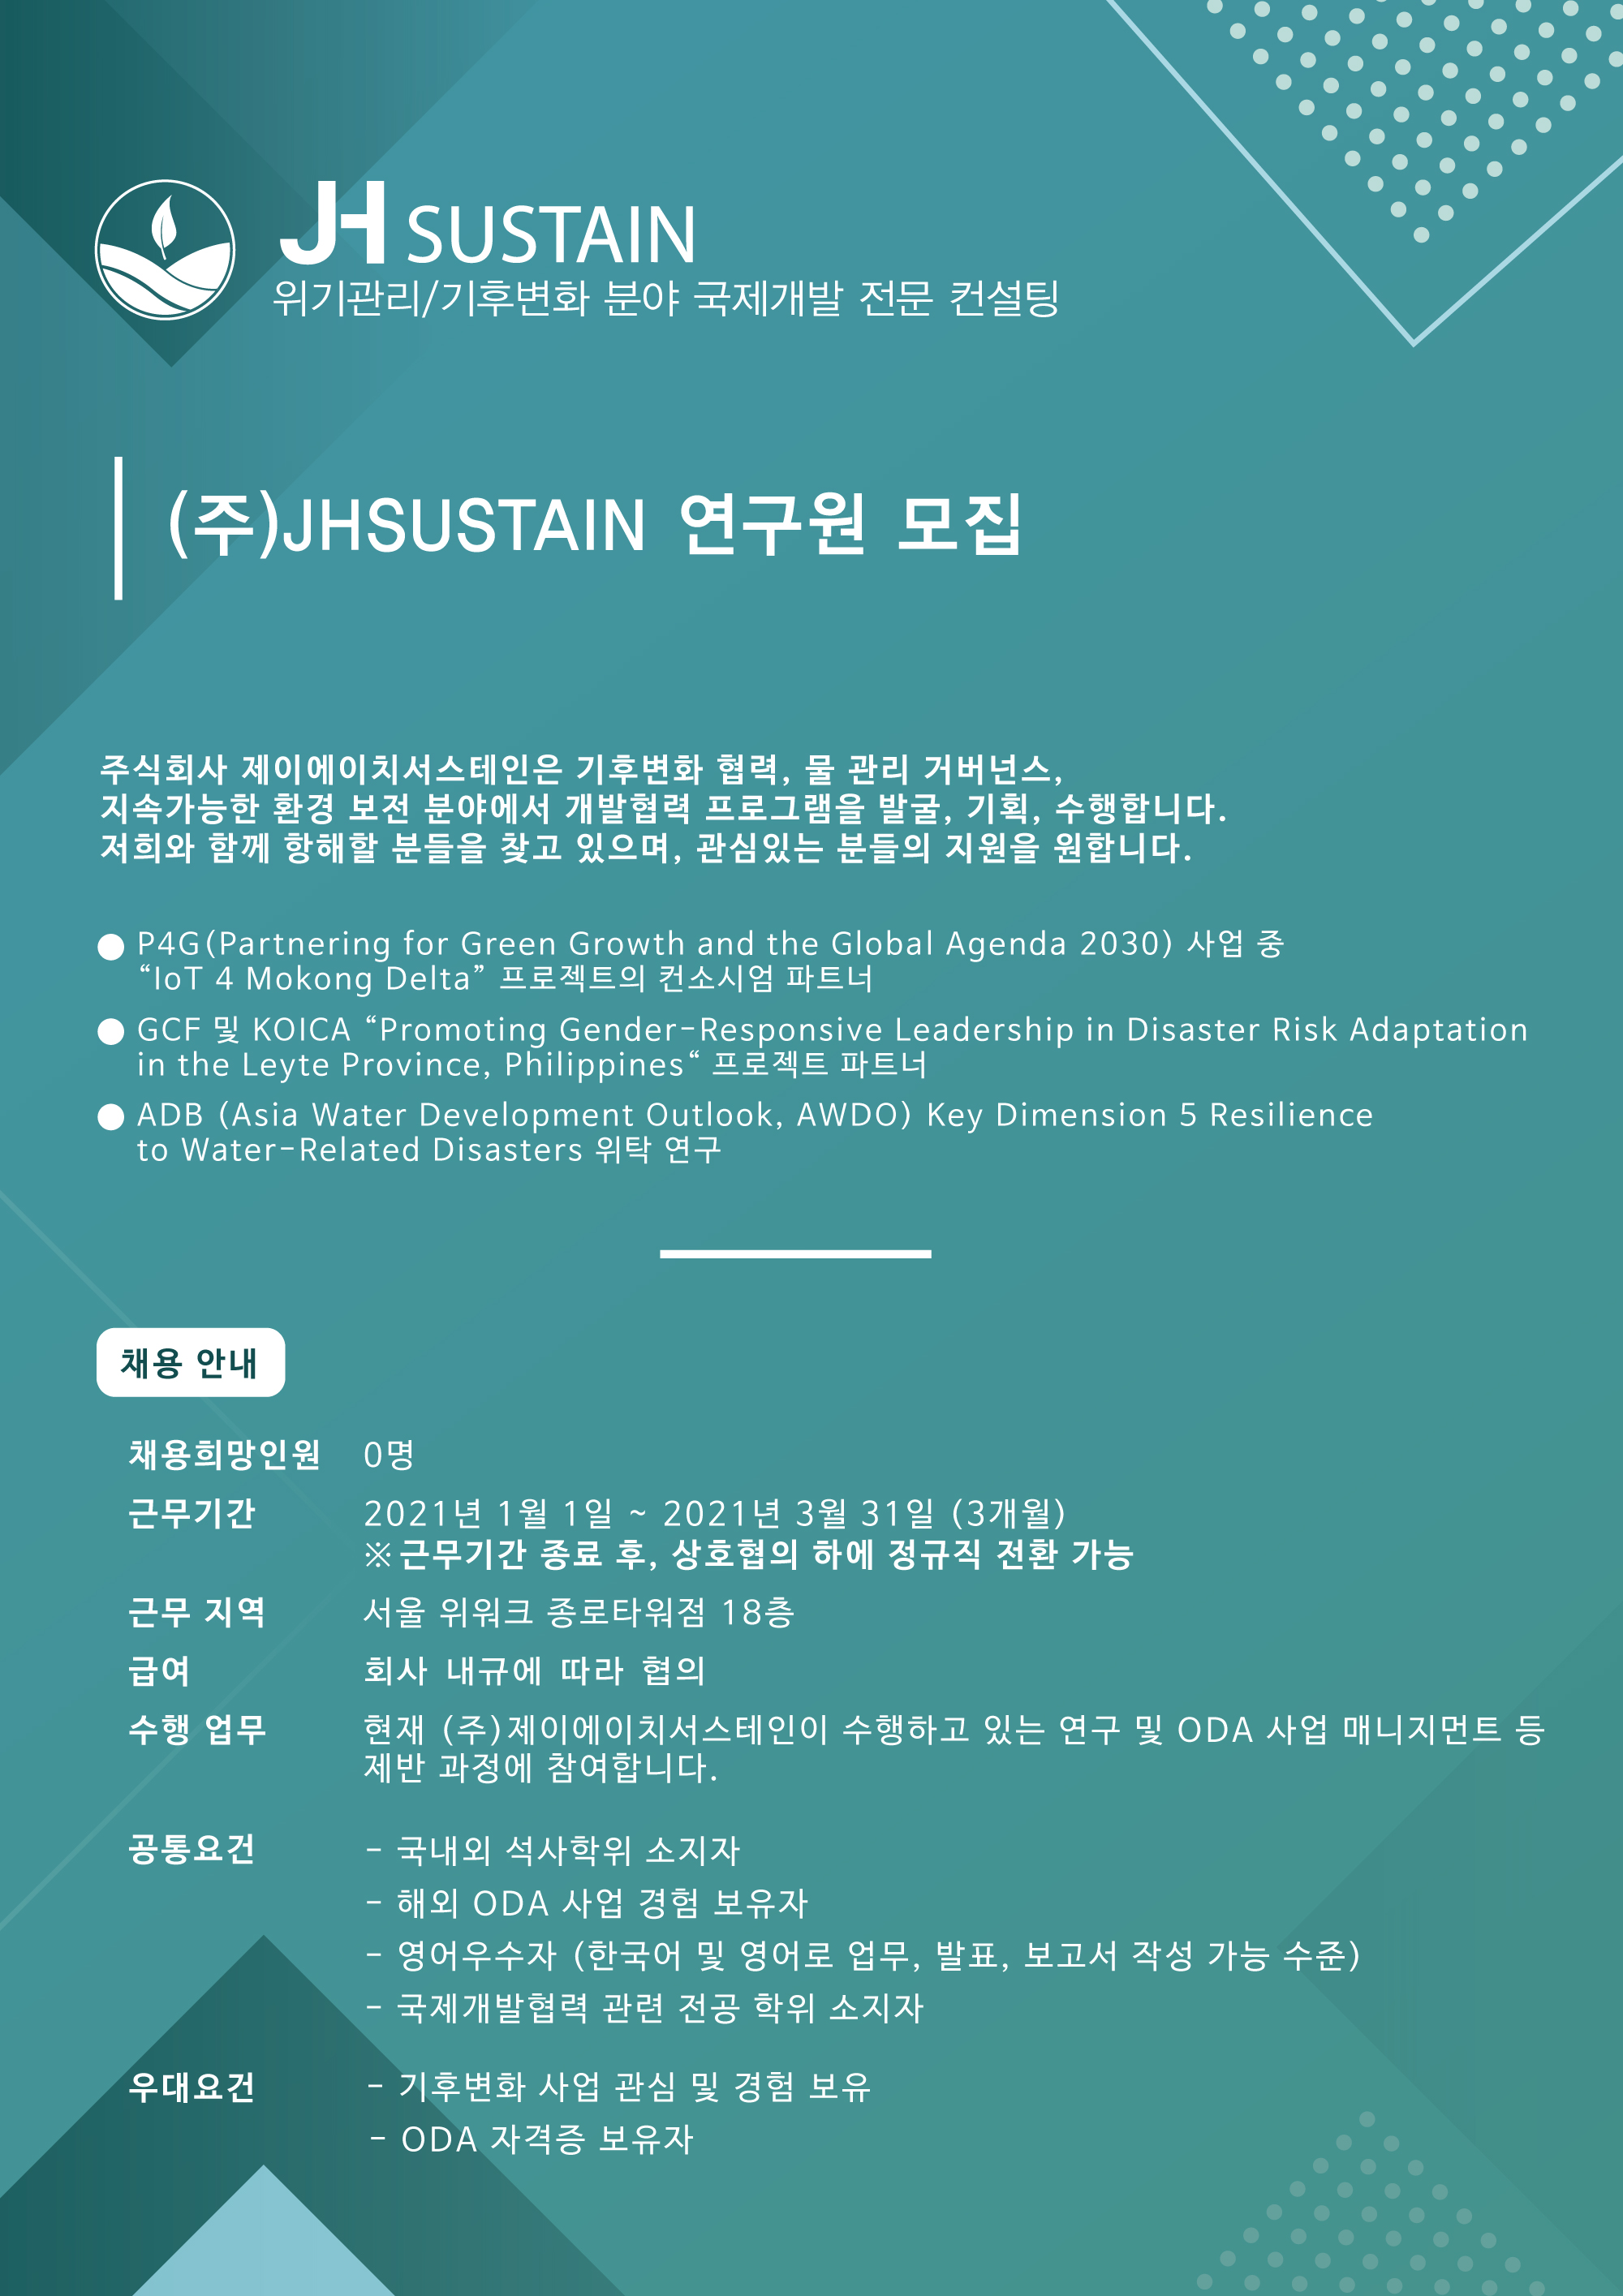 JH SUSTAIN
위기관리/기후변화 분야 국제개발 전문 컨설팅
(주)JHSUSTAIN 연구원 모집
주식회사 제이에이치서스테인은 기후변화 협력, 물 관리 거버넌스,
지속가능한 환경 보전 분야에서 개발협력 프로그램을 발굴, 기획, 수행합니다.
저희와 함께 항해할 분들을 찾고 있으며, 관심있는 분들의 지원을 원합니다.
● P4G(Partnering for Green Growth and the Global Agenda 2030) 사업 중
“IoT 4 Mokong Delta” 프로젝트의 컨소시엄 파트너
● GCF 및 KOICA “Promoting Gender-Responsive Leadership in Disaster Risk Adaptation
in the Leyte Province, Philippines“ 프로젝트 파트너
● ADB (Asia Water Development Outlook, AWDO) Key Dimension 5 Resilience
to Water-Related Disasters 위탁 연구
채용 안내
채용희망인원 0명
근무기간 2021년 1월 1일 ~ 2021년 3월 31일 (3개월)
※ 근무기간 종료 후, 상호협의 하에 정규직 전환 가능
근무 지역 서울 위워크 종로타워점 18층
급여 회사 내규에 따라 협의
수행 업무 현재 (주)제이에이치서스테인이 수행하고 있는 연구 및 ODA 사업 매니지먼트 등
제반 과정에 참여합니다.
공통요건 - 국내외 석사학위 소지자
- 해외 ODA 사업 경험 보유자
- 영어우수자 (한국어 및 영어로 업무, 발표, 보고서 작성 가능 수준)
- 국제개발협력 관련 전공 학위 소지자
우대요건 - 기후변화 사업 관심 및 경험 보유
- ODA 자격증 보유자